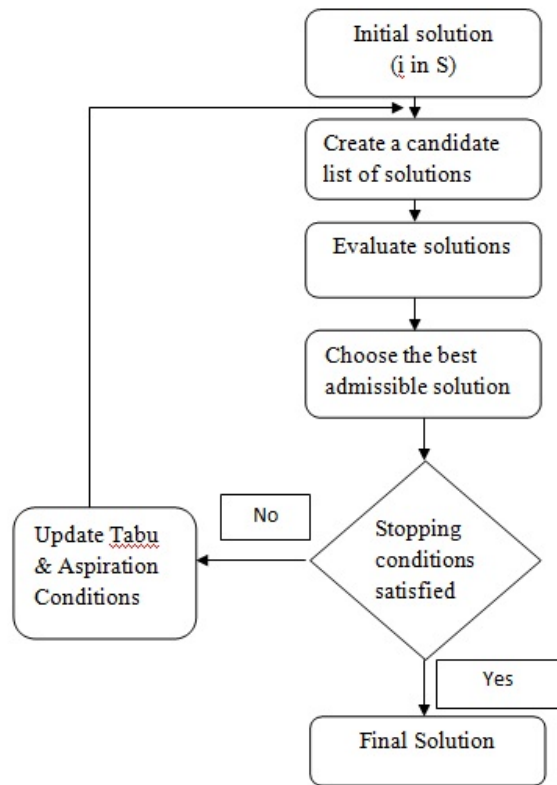 Initial solution
(i in S)
Create a candidate
list of solutions
Evaluate solutions
Choose the best
admissible solution
Stopping
conditions
satisfied
No
Update Tabu
& Aspiration
Conditions
Yes
Final Solution